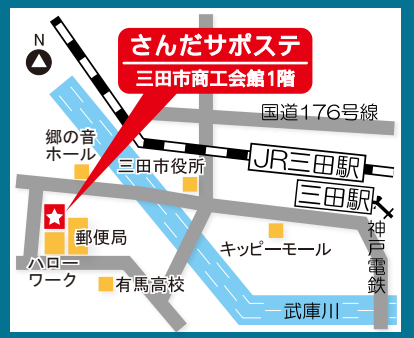 さんだサポステ
三田市商工会館1階
N
国道176号線
郷の音
ホール
三田市役所
JR三田駅
三田駅
神戸電鉄
郵便局
キッピーモール
ハロー
ワーク
有馬高校
武庫川